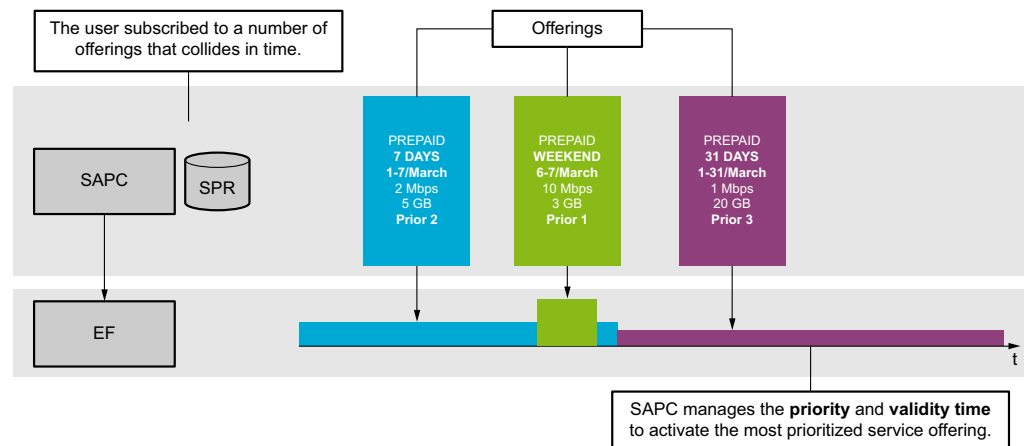 The user subscribed to a number of
offerings that collides in time.
Offerings
SAPC
SPR
PREPAID
7 DAYS
1-7/March
2 Mbps
5 GB
Prior 2
PREPAID
WEEKEND
6-7/March
10 Mbps
3 GB
Prior 1
PREPAID
31 DAYS
1-31/March
1 Mbps
20 GB
Prior 3
EF
t
SAPC manages the priority and validity time
to activate the most prioritized service offering.